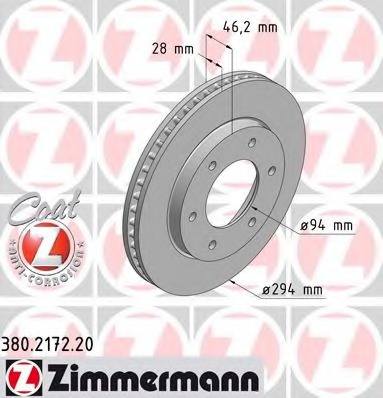 46,2 mm
28 mm
ø94 mm
ø294 mm
Coat
Z
ANTI-CORROSION
380.2172.20
Z Zimmermann